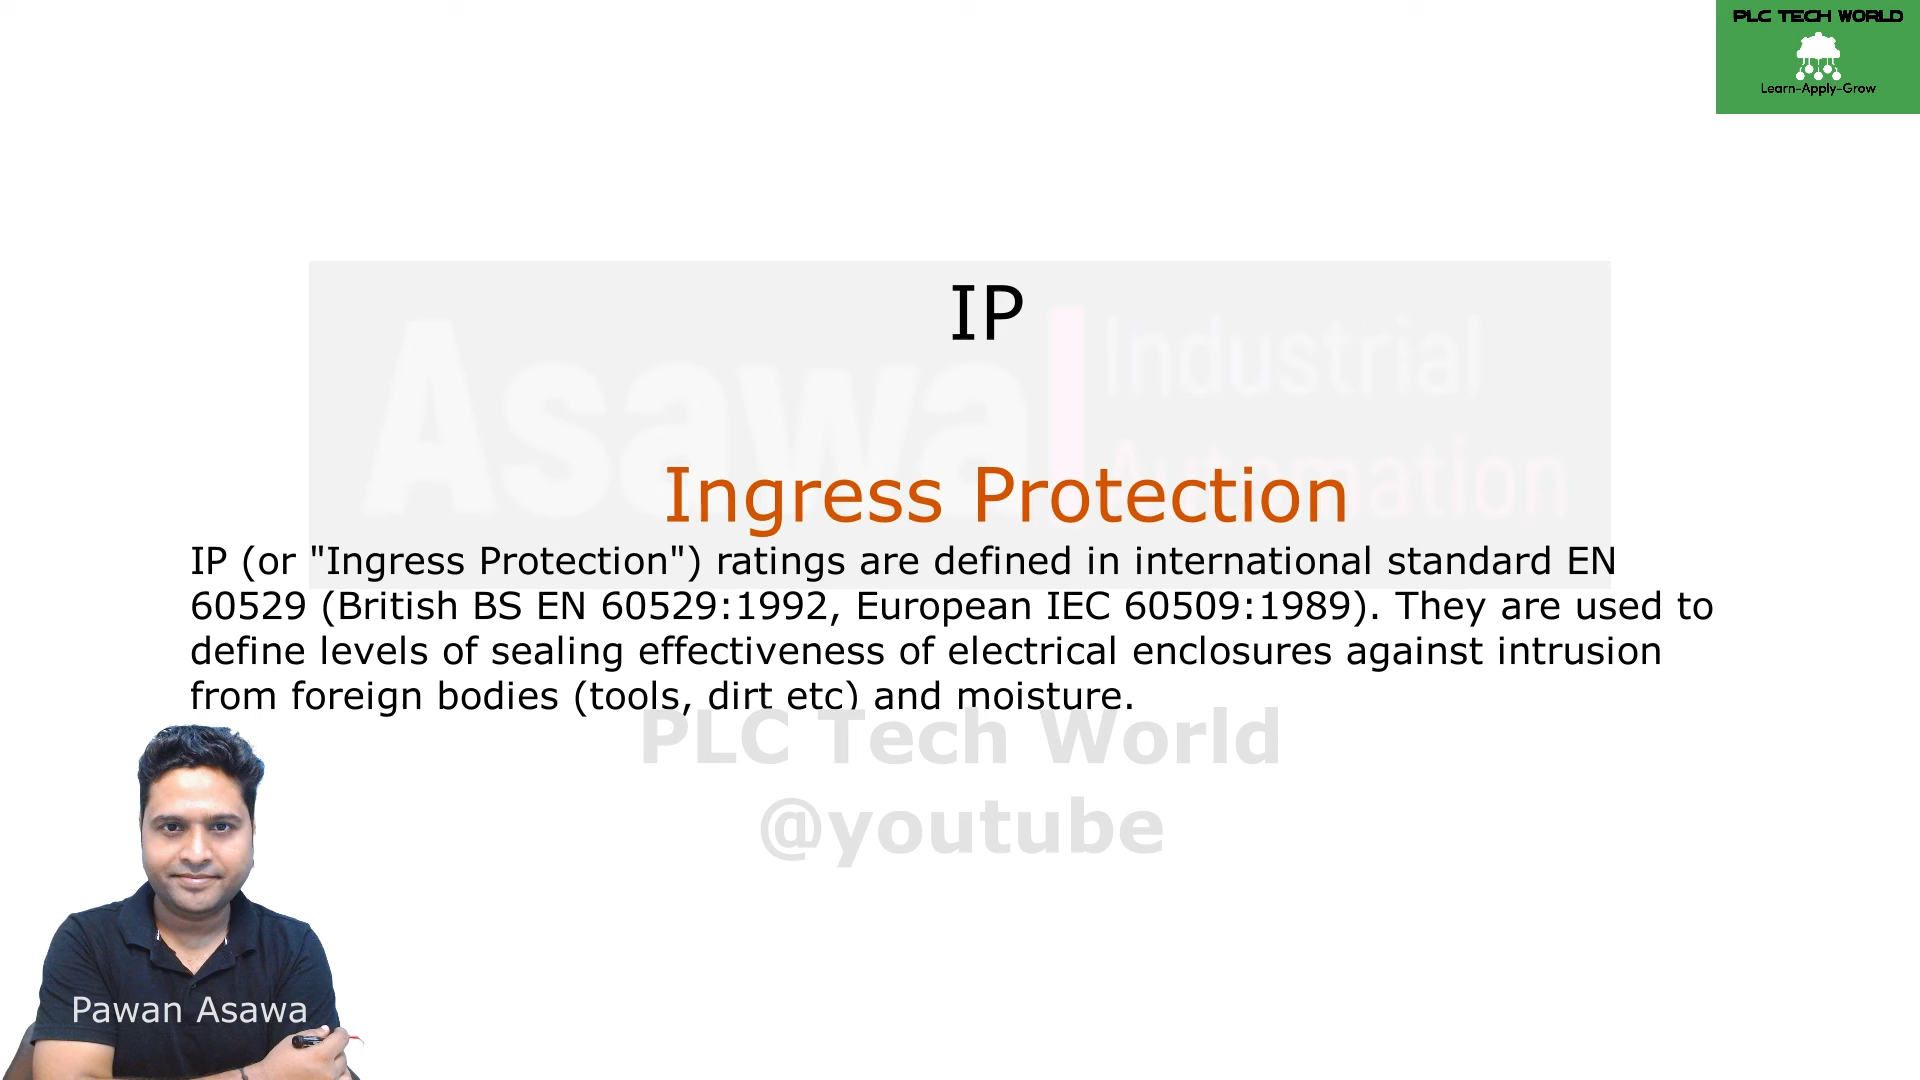 PLC TECH WORLD
Learn-Apply-Grow
IP
Asawa
Industrial
Automation
Ingress Protection
IP (or "Ingress Protection") ratings are defined in international standard EN
60529 (British BS EN 60529:1992, European IEC 60509:1989). They are used to
define levels of sealing effectiveness of electrical enclosures against intrusion
from foreign bodies (tools, dirt etc) and moisture.
PLC Tech World
@youtube
Pawan Asawa